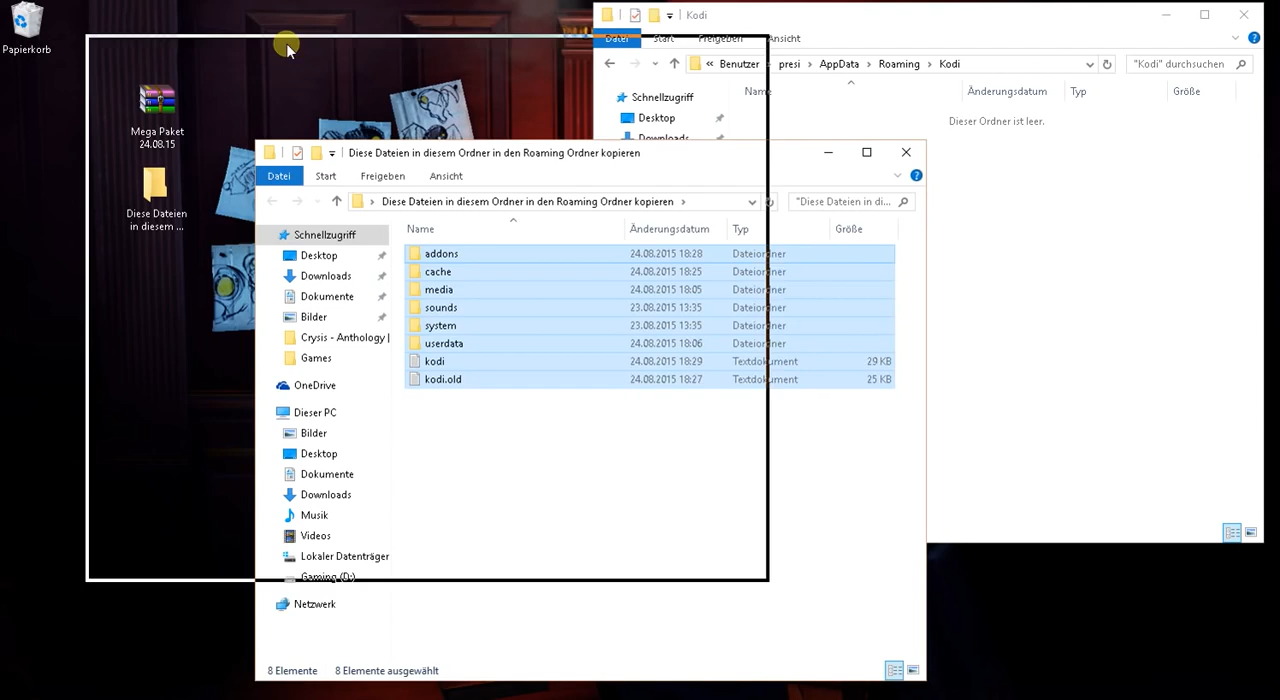 Papierkorb
Mega Paket
24.08.15
Diese Dateien
in diesem ...
Kodi
Datei Start Freigeben Ansicht
« Benutzer presi AppData Roaming Kodi
"Kodi" durchsuchen
Schnellzugriff
Desktop
Downloads
Name Änderungsdatum Typ Größe
Dieser Ordner ist leer.
Diese Dateien in diesem Ordner in den Roaming Ordner kopieren
Datei Start Freigeben Ansicht
Diese Dateien in diesem Ordner in den Roaming Ordner kopieren
"Diese Dateien in di...
Schnellzugriff
Desktop
Downloads
Dokumente
Bilder
Crysis - Anthology
Games
OneDrive
Dieser PC
Bilder
Desktop
Dokumente
Downloads
Musik
Videos
Lokaler Datenträger
Gaming (D:)
Netzwerk
Name Änderungsdatum Typ Größe
addons 24.08.2015 18:28 Dateiordner
cache 24.08.2015 18:25 Dateiordner
media 24.08.2015 18:05 Dateiordner
sounds 23.08.2015 13:35 Dateiordner
system 23.08.2015 13:35 Dateiordner
userdata 24.08.2015 18:06 Dateiordner
kodi 24.08.2015 18:29 Textdokument 29 KB
kodi.old 24.08.2015 18:27 Textdokument 25 KB
8 Elemente 8 Elemente ausgewählt